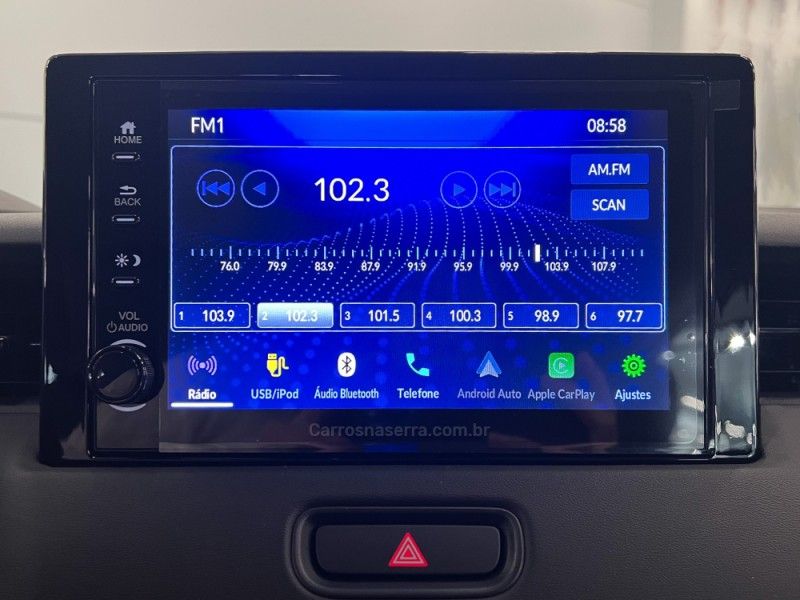 FM1 08:58
HOME
BACK
VOL
AUDIO
102.3
AM.FM
SCAN
76.0 79.9 83.9 87.9 91.9 95.9 99.9 103.9 107.9
1 103.9 2 102.3 3 101.5 4 100.3 5 98.9 6 97.7
Rádio USB/iPod Áudio Bluetooth Telefone Android Auto Apple CarPlay Ajustes
Carrosnaserra.com.br